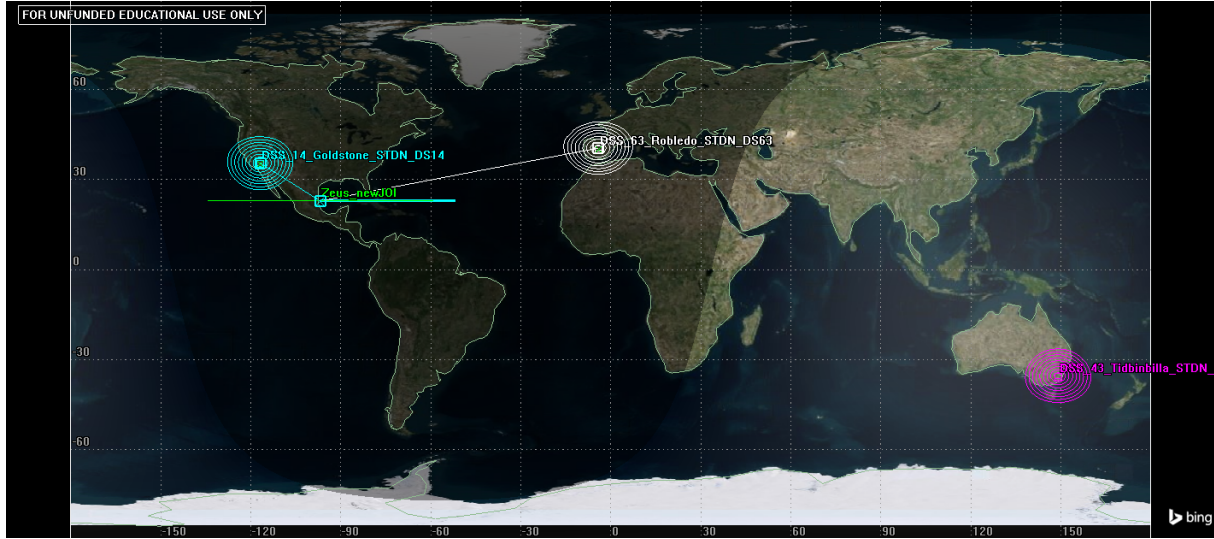 FOR UNFUNDED EDUCATIONAL USE ONLY
60
DSS_14_Goldstone_STDN_DS14
DSS_63_Robledo_STDN_DS63
30
Zeus_newJOI
0
-30
DSS_43_Tidbinbilla_STDN_
-60
-150 -120 -90 -60 -30 0 30 60 90 120 150
bing